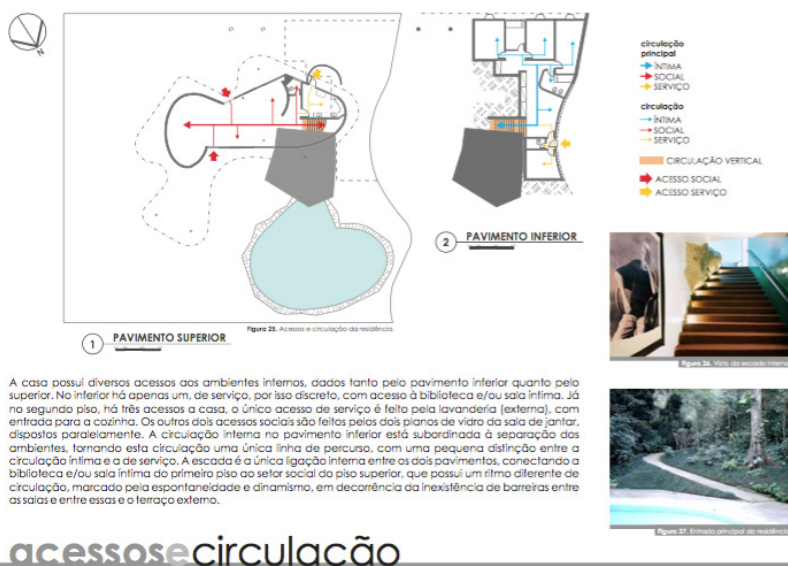 N
circulação
principal
ÍNTIMA
SOCIAL
SERVIÇO
circulação
ÍNTIMA
SOCIAL
SERVIÇO
CIRCULAÇÃO VERTICAL
ACESSO SOCIAL
ACESSO SERVIÇO
2 PAVIMENTO INFERIOR
Figura 25. Acessos e circulação da residência.
1 PAVIMENTO SUPERIOR
Figura 26. Vista da escada interna
A casa possui diversos acessos aos ambientes internos, dados tanto pelo pavimento inferior quanto pelo
superior. No inferior há apenas um, de serviço, por isso discreto, com acesso à biblioteca e/ou sala íntima. Já
no segundo piso, há três acessos a casa, o único acesso de serviço é feito pela lavanderia (externa), com
entrada para a cozinha. Os outros dois acessos sociais são feitos pelos dois planos de vidro da sala de jantar,
dispostos paralelamente. A circulação interna no pavimento inferior está subordinada à separação dos
ambientes, tornando esta circulação uma única linha de percurso, com uma pequena distinção entre a
circulação íntima e a de serviço. A escada é a única ligação interna entre os dois pavimentos, conectando a
biblioteca e/ou sala íntima do primeiro piso ao setor social do piso superior, que possui um ritmo diferente de
circulação, marcado pela espontaneidade e dinamismo, em decorrência da inexistência de barreiras entre
as salas e entre essas e o terraço externo.
Figura 27. Entrada principal da residência
acessosecirculação